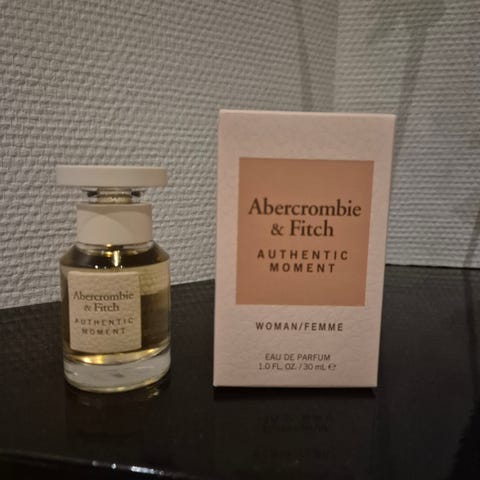 Abercrombie
& Fitch
AUTHENTIC
MOMENT
Abercrombie
& Fitch
AUTHENTIC
MOMENT
WOMAN/FEMME
EAU DE PARFUM
1.0 FL. OZ. / 30 mL ℮